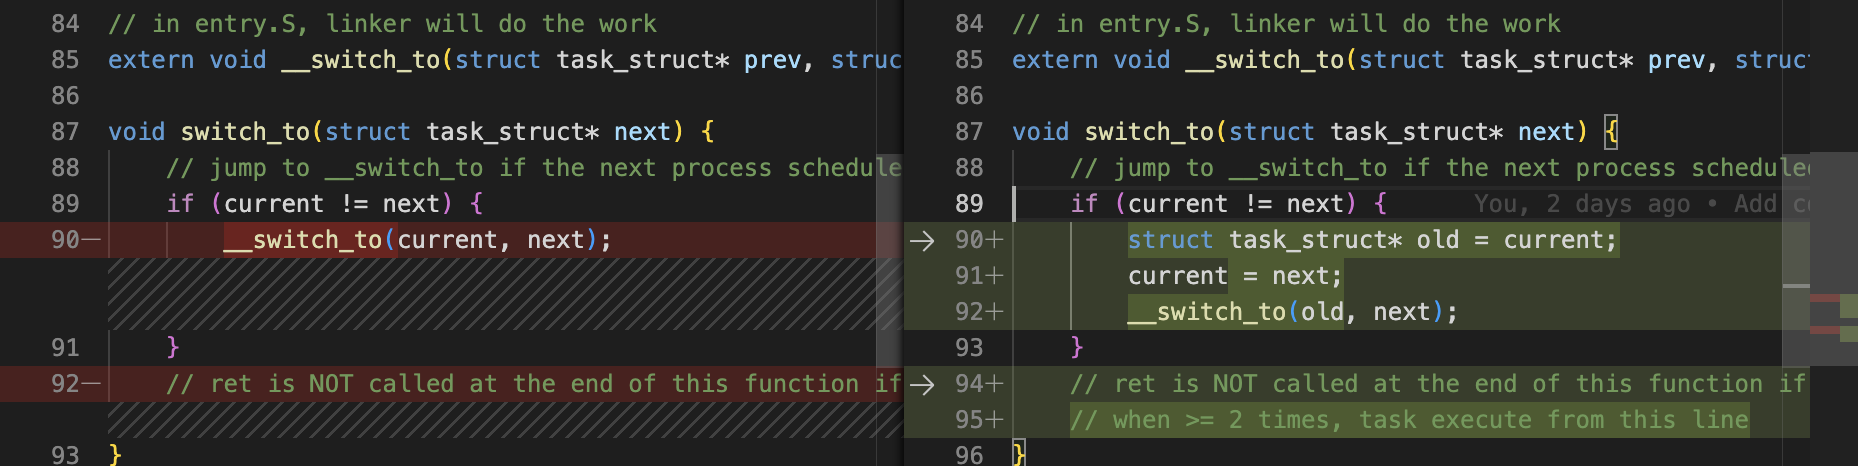 84 // in entry.S, linker will do the work
85 extern void __switch_to(struct task_struct* prev, struc
86
87 void switch_to(struct task_struct* next) {
88 // jump to __switch_to if the next process schedule
89 if (current != next) {
90— __switch_to(current, next);
91 }
92— // ret is NOT called at the end of this function if
93 }
84 // in entry.S, linker will do the work
85 extern void __switch_to(struct task_struct* prev, struct
86
87 void switch_to(struct task_struct* next) {
88 // jump to __switch_to if the next process scheduled
89 if (current != next) { You, 2 days ago • Add co
90+ struct task_struct* old = current;
91+ current = next;
92+ __switch_to(old, next);
93 }
94+ // ret is NOT called at the end of this function if
95+ // when >= 2 times, task execute from this line
96 }